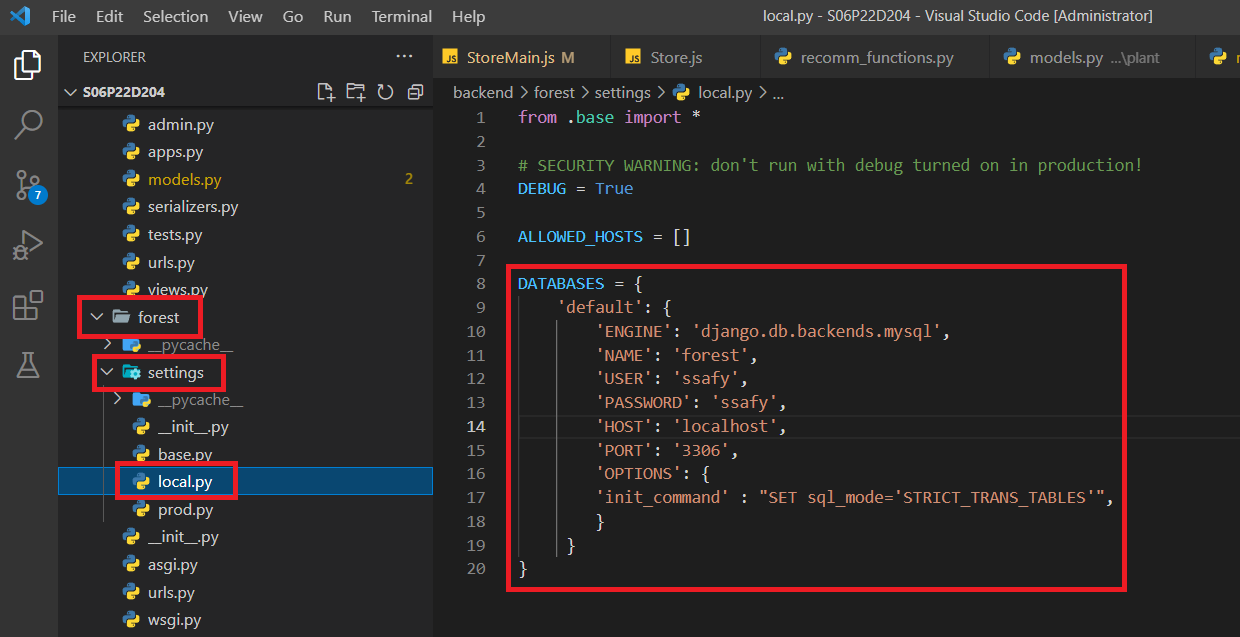 File Edit Selection View Go Run Terminal Help
local.py - S06P22D204 - Visual Studio Code [Administrator]
EXPLORER
···
JS StoreMain.js M
JS Store.js
recomm_functions.py
models.py ...\plant
S06P22D204
admin.py
apps.py
models.py 2
serializers.py
tests.py
urls.py
views.py
forest
__pycache__
settings
__pycache__
__init__.py
base.py
local.py
prod.py
__init__.py
asgi.py
urls.py
wsgi.py
7
backend > forest > settings > local.py > ...
1 from .base import *
2
3 # SECURITY WARNING: don't run with debug turned on in production!
4 DEBUG = True
5
6 ALLOWED_HOSTS = []
7
8 DATABASES = {
9 'default': {
10 'ENGINE': 'django.db.backends.mysql',
11 'NAME': 'forest',
12 'USER': 'ssafy',
13 'PASSWORD': 'ssafy',
14 'HOST': 'localhost',
15 'PORT': '3306',
16 'OPTIONS': {
17 'init_command' : "SET sql_mode='STRICT_TRANS_TABLES'",
18 }
19 }
20 }